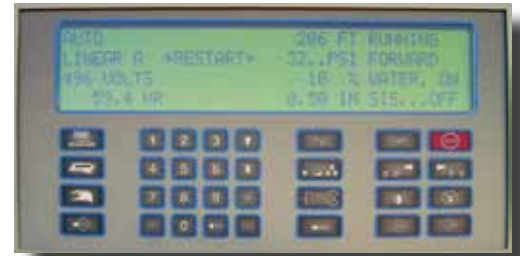 AUTO 206 FT RUNNING
LINEAR A *RESTART* 32..PSI FORWARD
496 VOLTS 10 % WATER. ON
59.4 HR 0.50 IN SIS...OFF
1 2 3
4 5 6
7 8 9
0